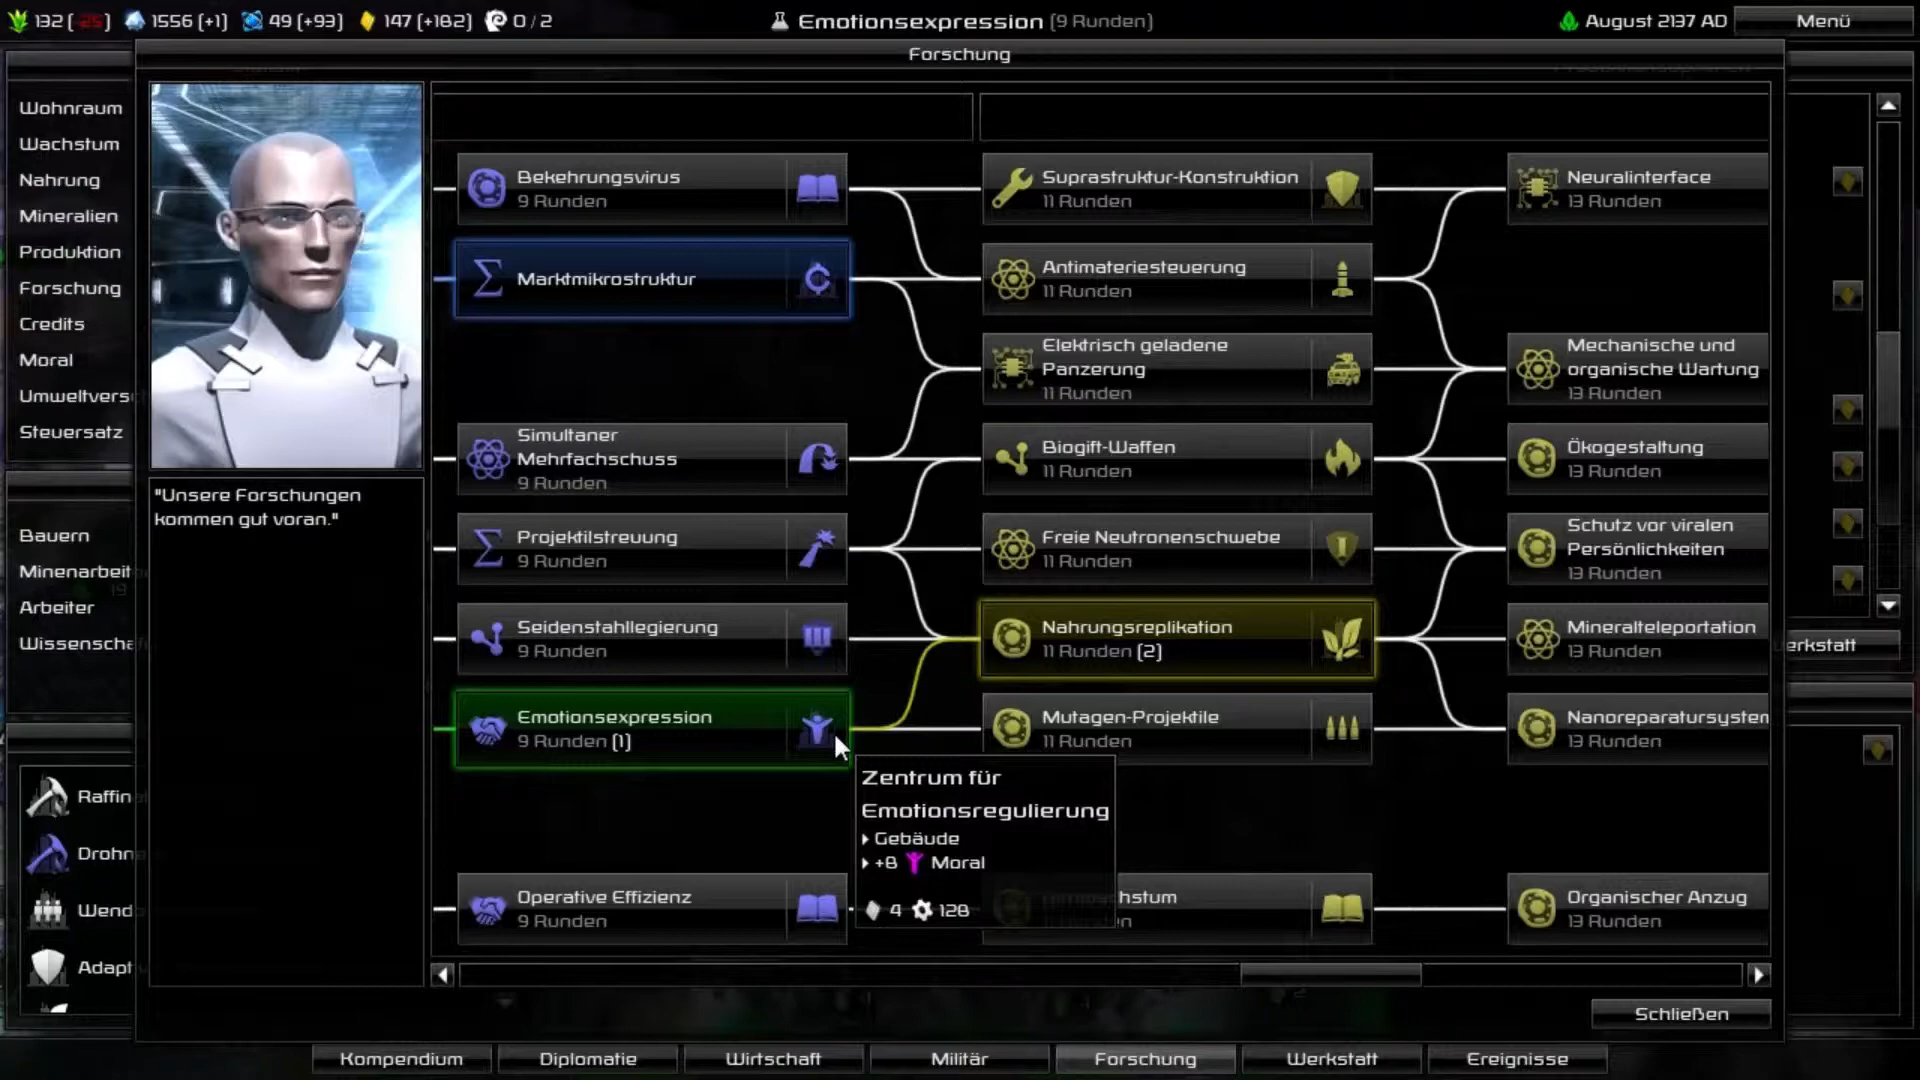 132 (-25) 1556 (+1) 49 (+93) 147 (+182) 0 / 2 Emotionsexpression (9 Runden) August 2137 AD Menü
Forschung
Wohnraum
Wachstum
Nahrung
Mineralien
Produktion
Forschung
Credits
Moral
Umweltversc
Steuersatz
Bauern
Minenarbeit
19
Arbeiter
Wissenscha
Raffin
Drohn
Wend
Adapt
"Unsere Forschungen
kommen gut voran."
Bekehrungsvirus
9 Runden
Marktmikrostruktur
Simultaner
Mehrfachschuss
9 Runden
Projektilstreuung
9 Runden
Seidenstahllegierung
9 Runden
Emotionsexpression
9 Runden (1)
Operative Effizienz
9 Runden
Suprastruktur-Konstruktion
11 Runden
Antimateriesteuerung
11 Runden
Elektrisch geladene
Panzerung
11 Runden
Biogift-Waffen
11 Runden
Freie Neutronenschwebe
11 Runden
Nahrungsreplikation
11 Runden (2)
Mutagen-Projektile
11 Runden
Zentrum für
Emotionsregulierung
Gebäude
+8 Moral
4 128
chstum
Neuralinterface
13 Runden
Mechanische und
organische Wartung
13 Runden
Ökogestaltung
13 Runden
Schutz vor viralen
Persönlichkeiten
13 Runden
Mineralteleportation
13 Runden
Nanoreparatursystem
13 Runden
Organischer Anzug
13 Runden
erkstatt
Schließen
Kompendium Diplomatie Wirtschaft Militär Forschung Werkstatt Ereignisse